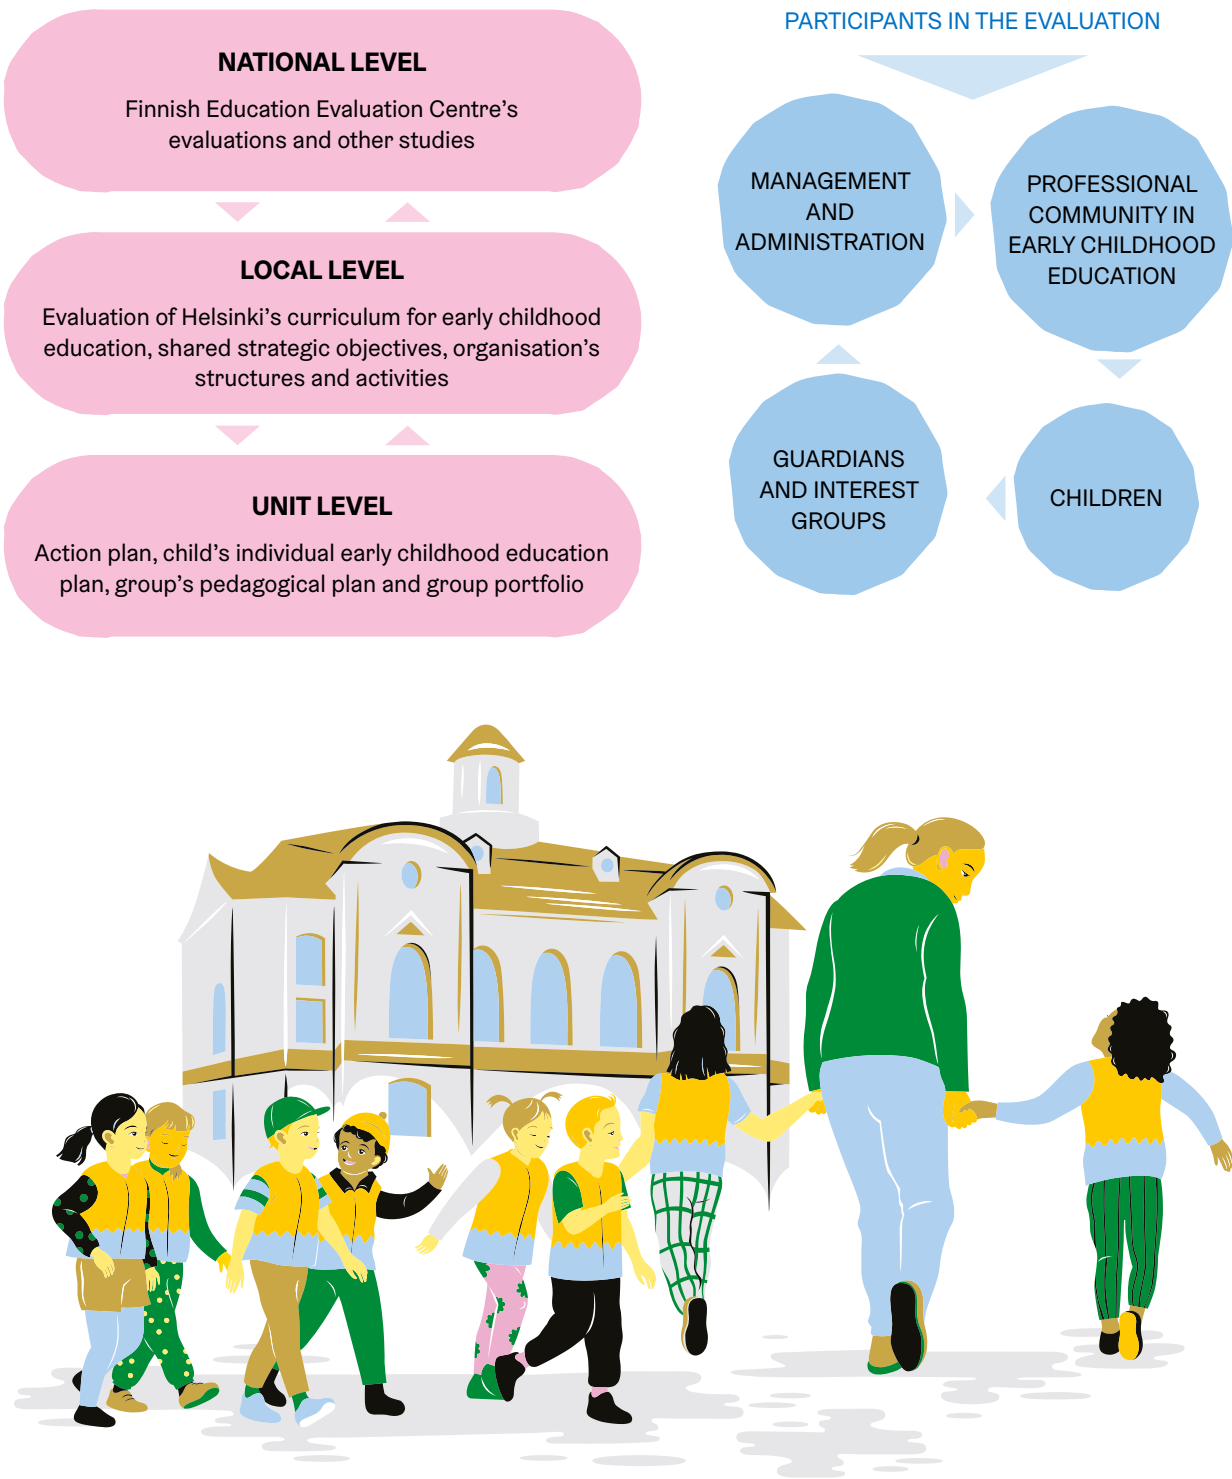 NATIONAL LEVEL
Finnish Education Evaluation Centre's
evaluations and other studies
LOCAL LEVEL
Evaluation of Helsinki's curriculum for early childhood
education, shared strategic objectives, organisation's
structures and activities
UNIT LEVEL
Action plan, child's individual early childhood education
plan, group's pedagogical plan and group portfolio
PARTICIPANTS IN THE EVALUATION
MANAGEMENT
AND
ADMINISTRATION
PROFESSIONAL
COMMUNITY IN
EARLY CHILDHOOD
EDUCATION
GUARDIANS
AND INTEREST
GROUPS
CHILDREN